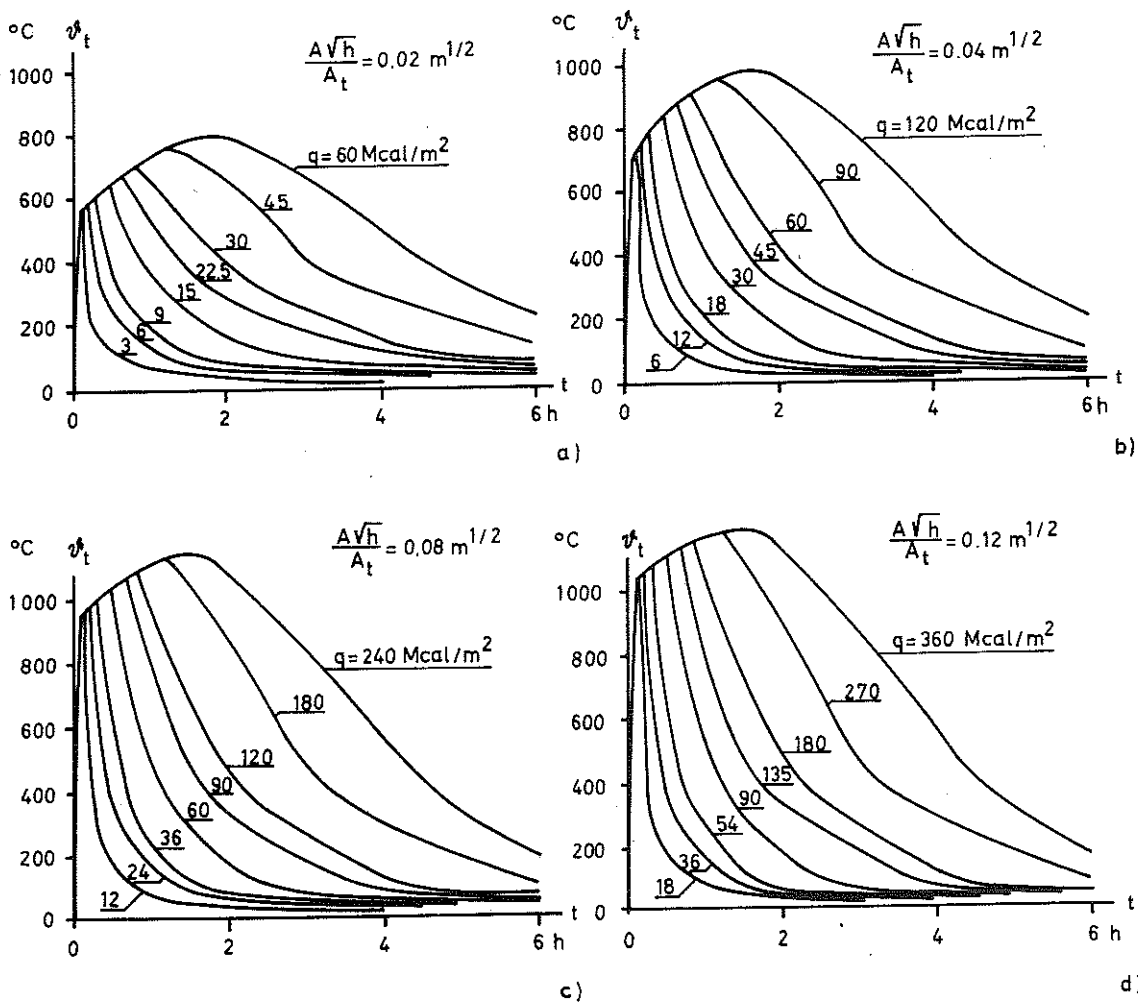 °C ϑt
A√h/At = 0.02 m1/2
1000
800
600
400
200
0
q=60 Mcal/m2
45
30
22.5
15
9
6
3
0 2 4 6 h
t
a)
°C ϑt
A√h/At = 0.04 m1/2
1000
800
600
400
200
0
q=120 Mcal/m2
90
60
45
30
18
12
6
0 2 4 6 h
t
b)
°C ϑt
A√h/At = 0,08 m1/2
1000
800
600
400
200
0
q=240 Mcal/m2
180
120
90
60
36
24
12
0 2 4 6 h
t
c)
°C ϑt
A√h/At = 0.12 m1/2
1000
800
600
400
200
0
q=360 Mcal/m2
270
180
135
90
54
36
18
0 2 4 6 h
t
d)